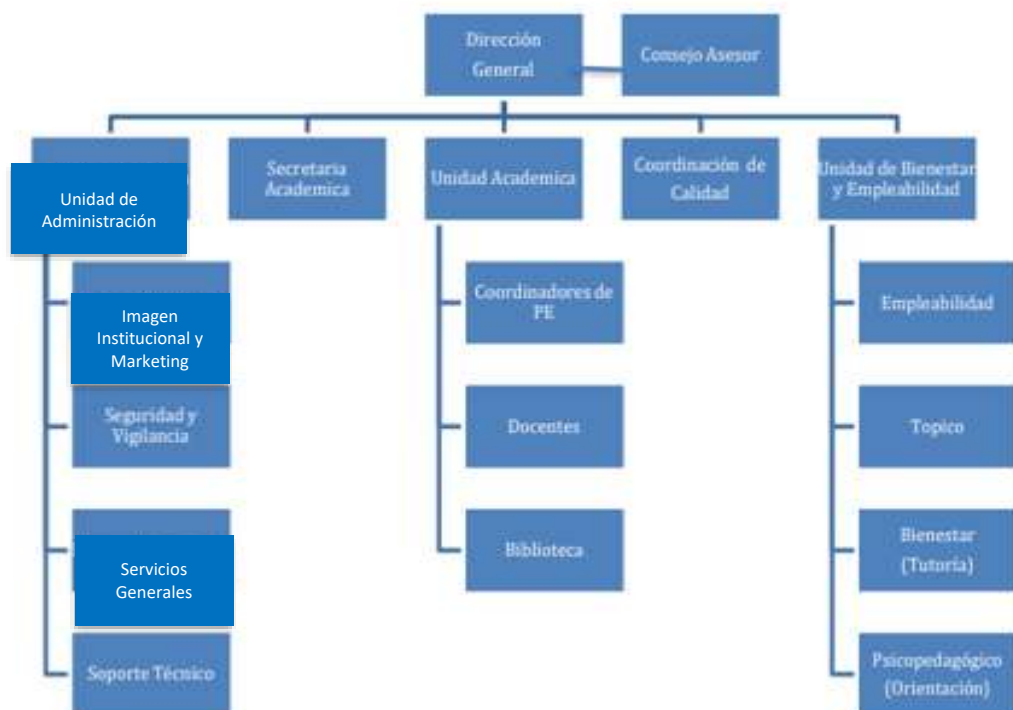 Dirección
General
Consejo Asesor
Unidad de
Administración
Secretaria
Academica
Unidad Academica
Coordinación de
Calidad
Unidad de Bienestar
y Empleabilidad
Imagen
Institucional y
Marketing
Seguridad y
Vigilancia
Servicios
Generales
Soporte Técnico
Coordinadores de
PE
Docentes
Biblioteca
Empleabilidad
Topico
Bienestar
(Tutoría)
Psicopedagógico
(Orientación)